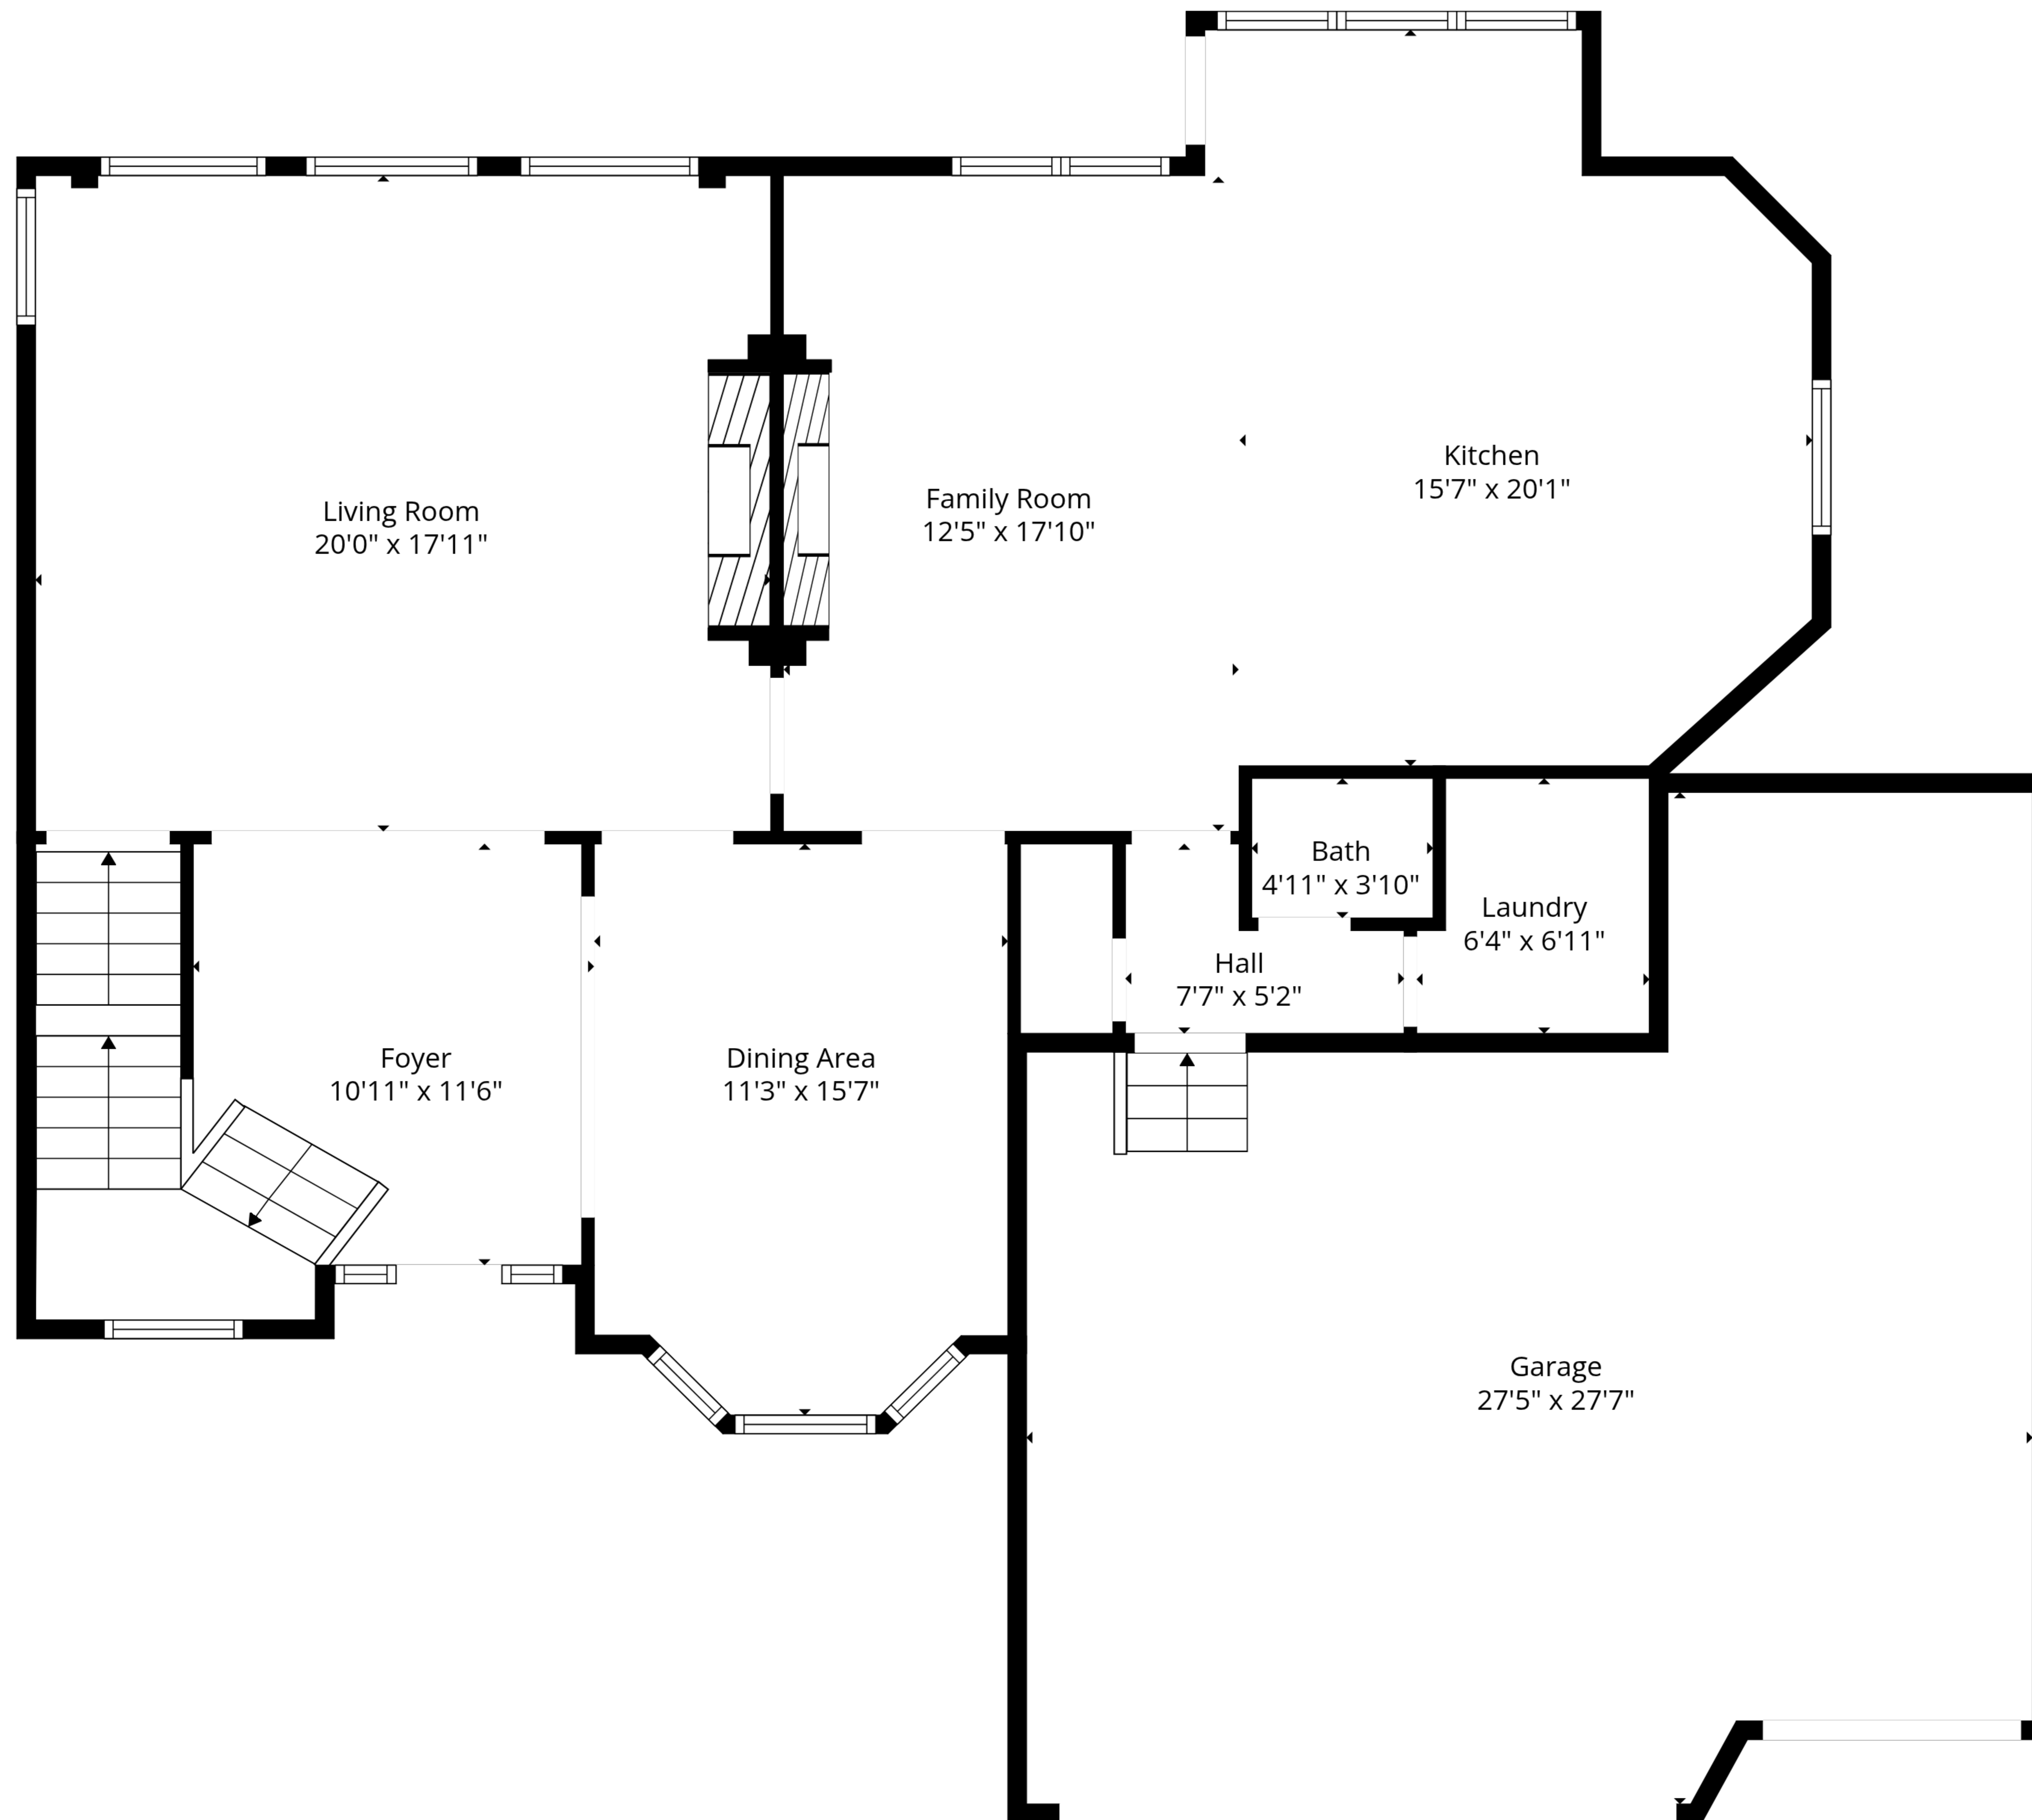 Kitchen
15'7" x 20'1"
Family Room
12'5" x 17'10"
Living Room
20'0" x 17'11"
Bath
4'11" x 3'10"
Laundry
6'4" x 6'11"
Hall
7'7" x 5'2"
Foyer
10'11" x 11'6"
Dining Area
11'3" x 15'7"
Garage
27'5" x 27'7"